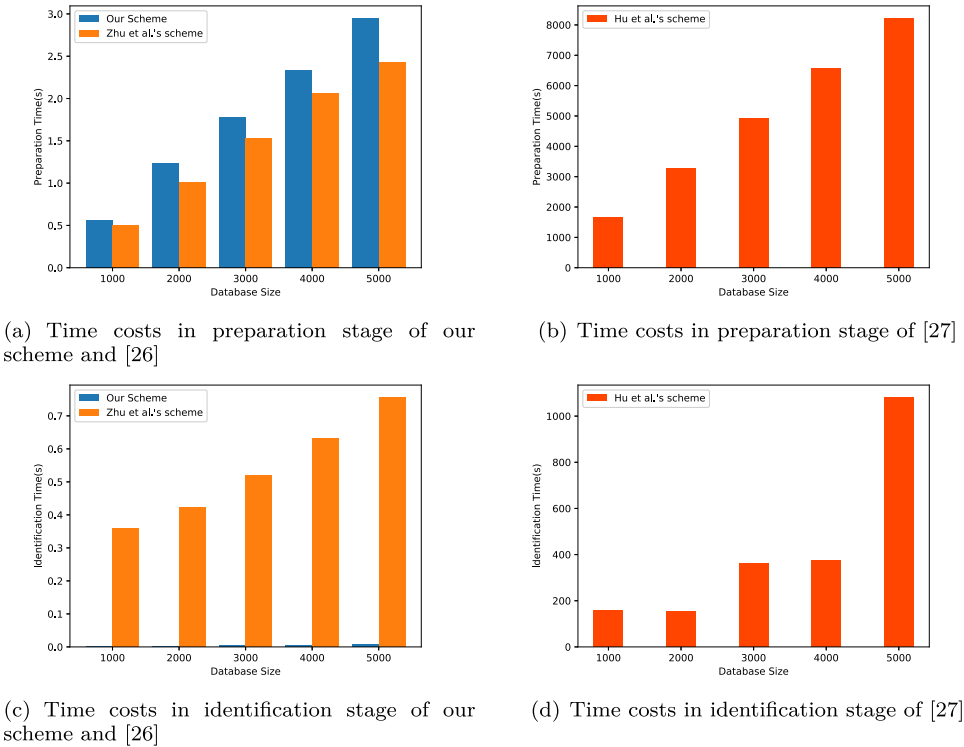 Our Scheme
Zhu et al.'s scheme
Preparation Time(s)
3.0
2.5
2.0
1.5
1.0
0.5
0.0
1000 2000 3000 4000 5000
Database Size
Hu et al.'s scheme
Preparation Time(s)
8000
7000
6000
5000
4000
3000
2000
1000
0
1000 2000 3000 4000 5000
Database Size
(a) Time costs in preparation stage of our
scheme and [26]
(b) Time costs in preparation stage of [27]
Our Scheme
Zhu et al.'s scheme
Identification Time(s)
0.7
0.6
0.5
0.4
0.3
0.2
0.1
0.0
1000 2000 3000 4000 5000
Database Size
Hu et al.'s scheme
Identification Time(s)
1000
800
600
400
200
0
1000 2000 3000 4000 5000
Database Size
(c) Time costs in identification stage of our
scheme and [26]
(d) Time costs in identification stage of [27]